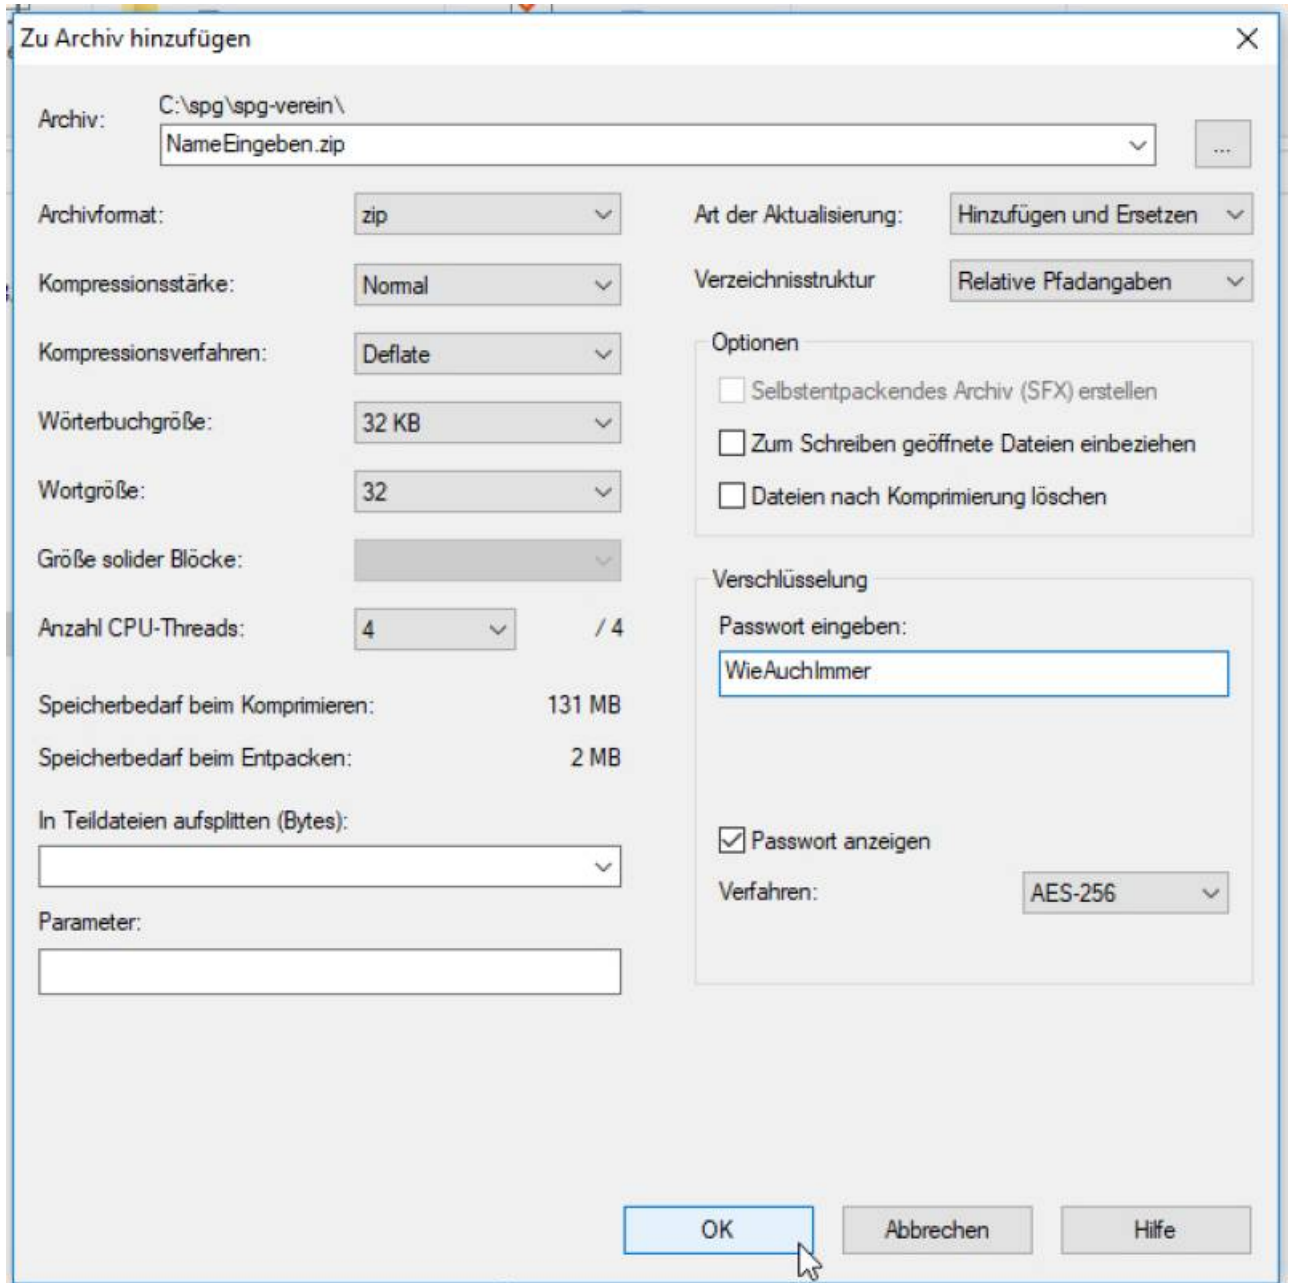 Zu Archiv hinzufügen
Archiv:
C:\spg\spg-verein\
NameEingeben.zip
...
Archivformat:
zip
Kompressionsstärke:
Normal
Kompressionsverfahren:
Deflate
Wörterbuchgröße:
32 KB
Wortgröße:
32
Größe solider Blöcke:
Anzahl CPU-Threads:
4
/ 4
Speicherbedarf beim Komprimieren:
131 MB
Speicherbedarf beim Entpacken:
2 MB
In Teildateien aufsplitten (Bytes):
Parameter:
Art der Aktualisierung:
Hinzufügen und Ersetzen
Verzeichnisstruktur
Relative Pfadangaben
Optionen
Selbstentpackendes Archiv (SFX) erstellen
Zum Schreiben geöffnete Dateien einbeziehen
Dateien nach Komprimierung löschen
Verschlüsselung
Passwort eingeben:
WieAuchImmer
Passwort anzeigen
Verfahren:
AES-256
OK
Abbrechen
Hilfe